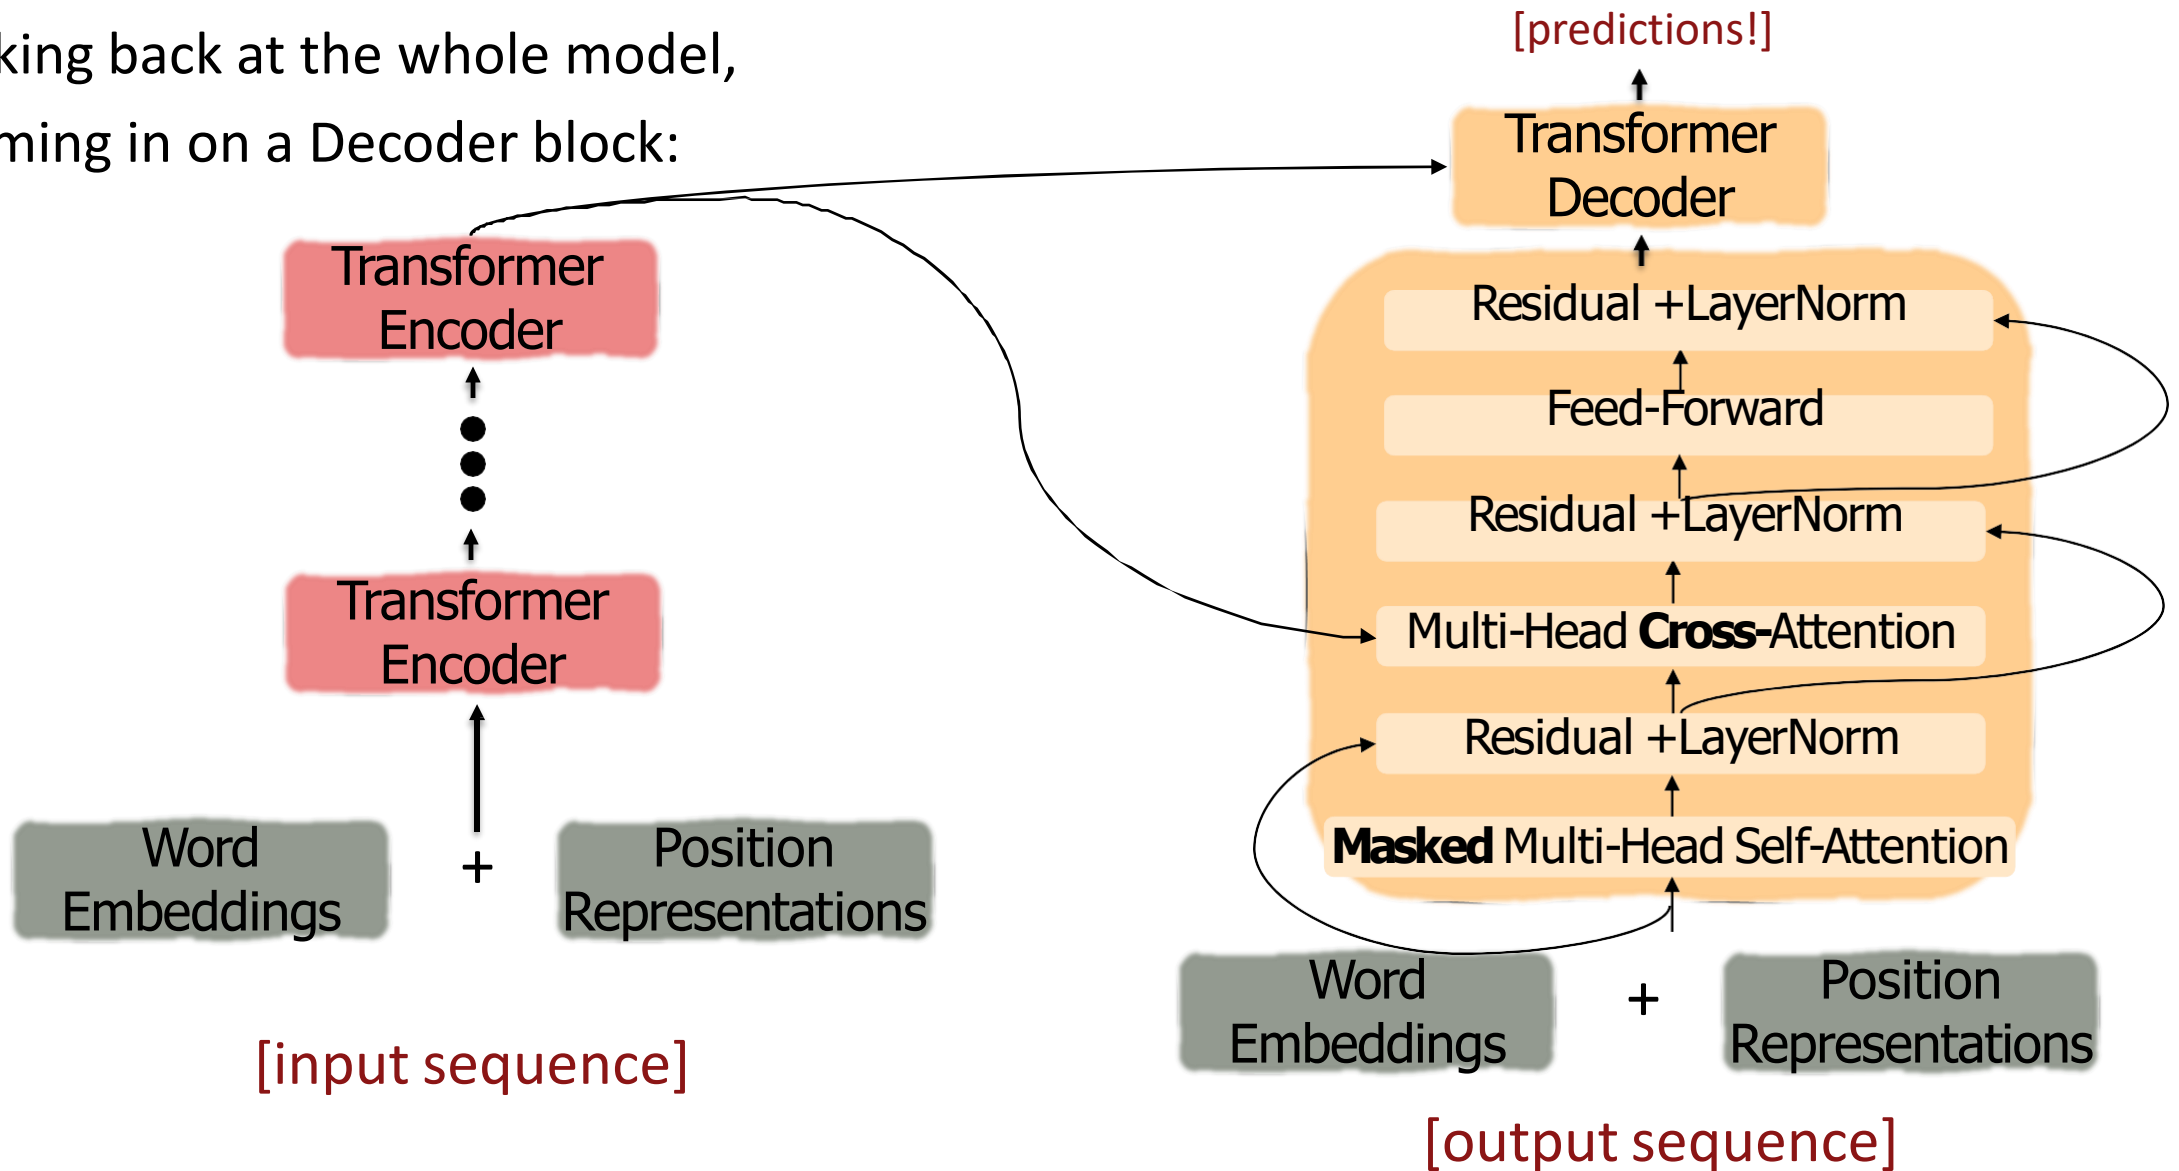 king back at the whole model,
ming in on a Decoder block:
[predictions!]
Transformer
Decoder
Transformer
Encoder
Transformer
Encoder
Word
Embeddings
+
Position
Representations
[input sequence]
Residual +LayerNorm
Feed-Forward
Residual +LayerNorm
Multi-Head Cross-Attention
Residual +LayerNorm
Masked Multi-Head Self-Attention
Word
Embeddings
+
Position
Representations
[output sequence]